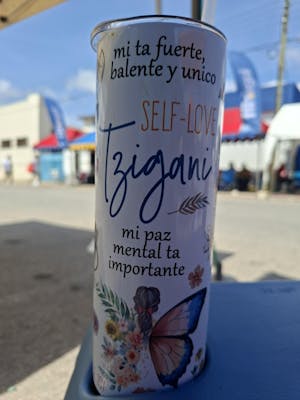 mi ta fuerte,
balente y unico
SELF-LOVE
Tzigani
mi paz
mental ta
importante